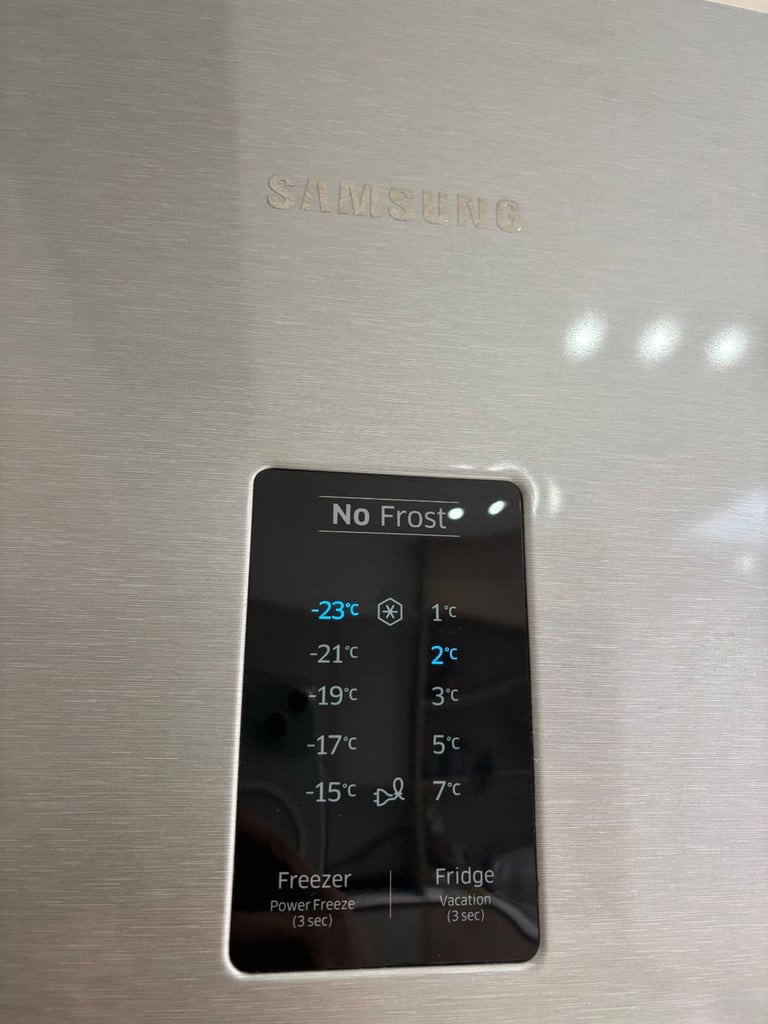 SAMSUNG
No Frost
-23°C 1°C
-21°C 2°C
-19°C 3°C
-17°C 5°C
-15°C 7°C
Freezer Fridge
Power Freeze Vacation
(3 sec) (3 sec)